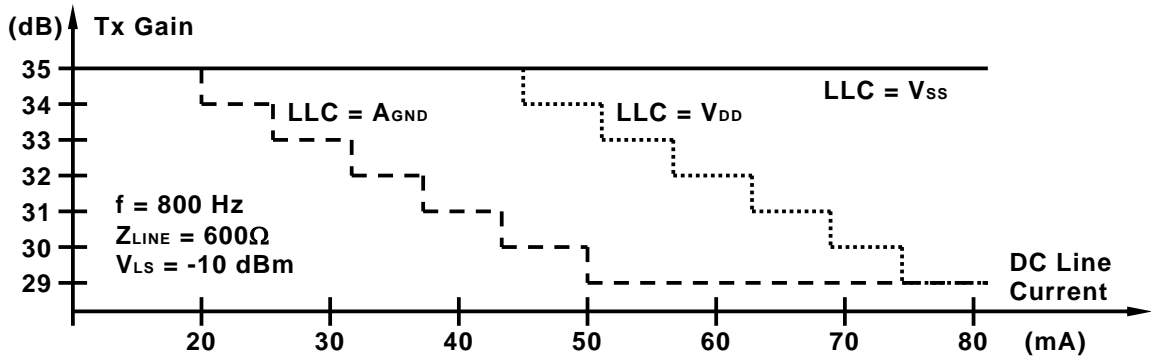 (dB) Tx Gain
35
34
33
32
31
30
29
LLC = AGND
LLC = VDD
LLC = VSS
f = 800 Hz
ZLINE = 600Ω
VLS = -10 dBm
DC Line
Current
20 30 40 50 60 70 80 (mA)